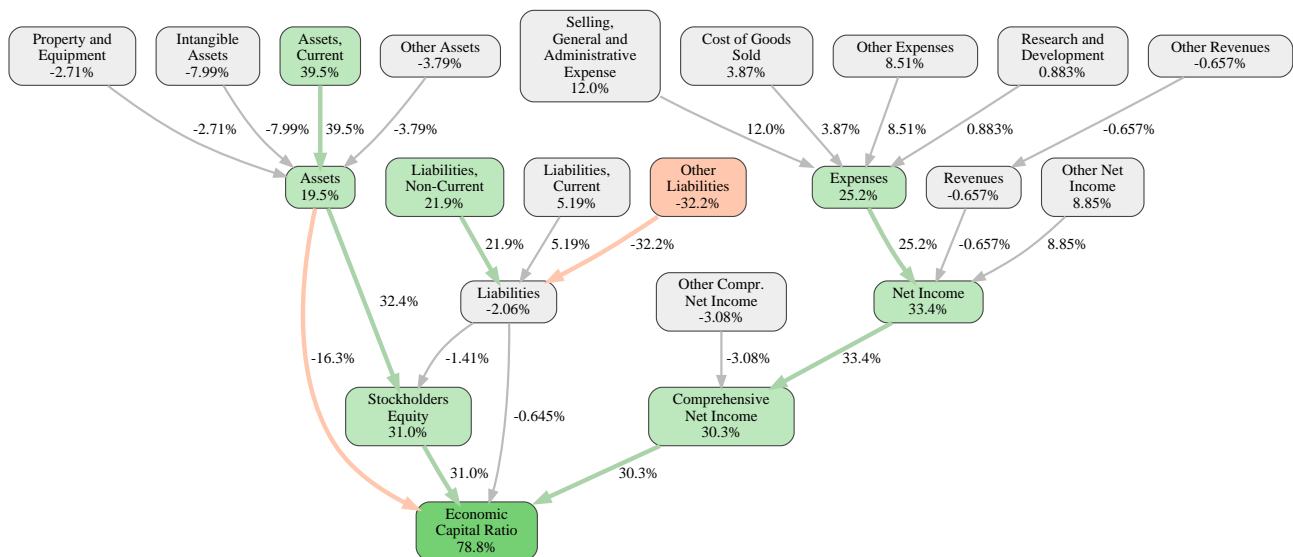 Property and
Equipment
-2.71%
Intangible
Assets
-7.99%
Assets,
Current
39.5%
Other Assets
-3.79%
Selling,
General and
Administrative
Expense
12.0%
Cost of Goods
Sold
3.87%
Other Expenses
8.51%
Research and
Development
0.883%
Other Revenues
-0.657%
-2.71%
-7.99%
39.5%
-3.79%
12.0%
3.87%
8.51%
0.883%
-0.657%
Assets
19.5%
Liabilities,
Non-Current
21.9%
Liabilities,
Current
5.19%
Other
Liabilities
-32.2%
Expenses
25.2%
Revenues
-0.657%
Other Net
Income
8.85%
21.9%
5.19%
-32.2%
25.2%
-0.657%
8.85%
32.4%
Liabilities
-2.06%
Other Compr.
Net Income
-3.08%
Net Income
33.4%
-16.3%
-1.41%
-3.08%
33.4%
Stockholders
Equity
31.0%
-0.645%
Comprehensive
Net Income
30.3%
31.0%
30.3%
Economic
Capital Ratio
78.8%